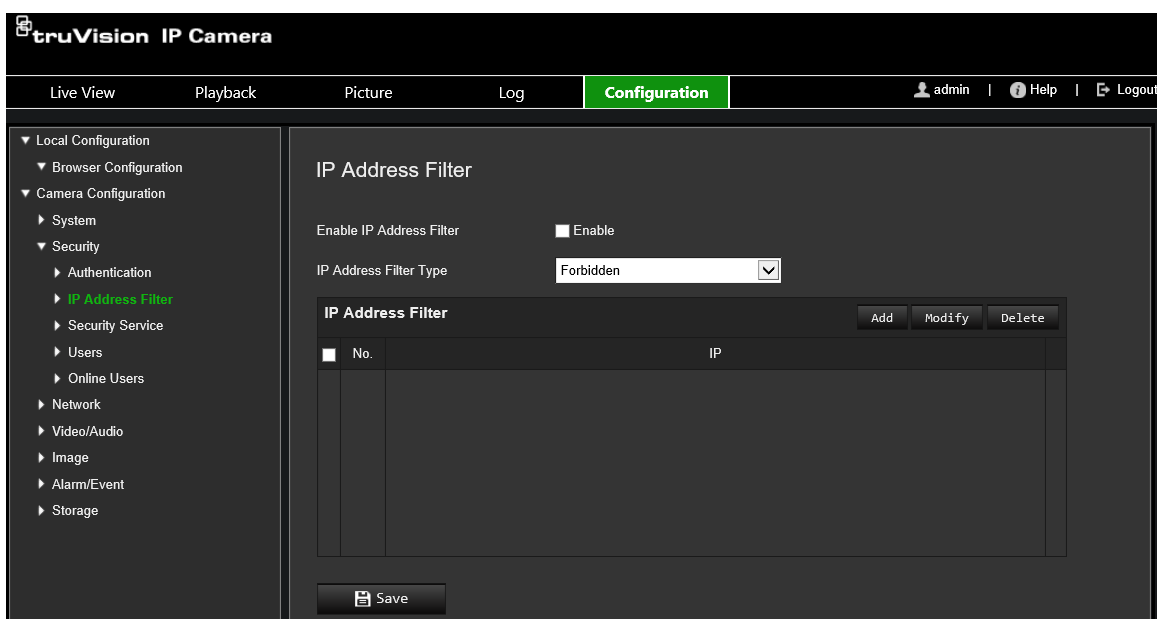 truVision IP Camera
Live View Playback Picture Log Configuration admin | Help | Logout
Local Configuration
Browser Configuration
Camera Configuration
System
Security
Authentication
IP Address Filter
Security Service
Users
Online Users
Network
Video/Audio
Image
Alarm/Event
Storage
IP Address Filter
Enable IP Address Filter Enable
IP Address Filter Type Forbidden
IP Address Filter Add Modify Delete
No. IP
Save